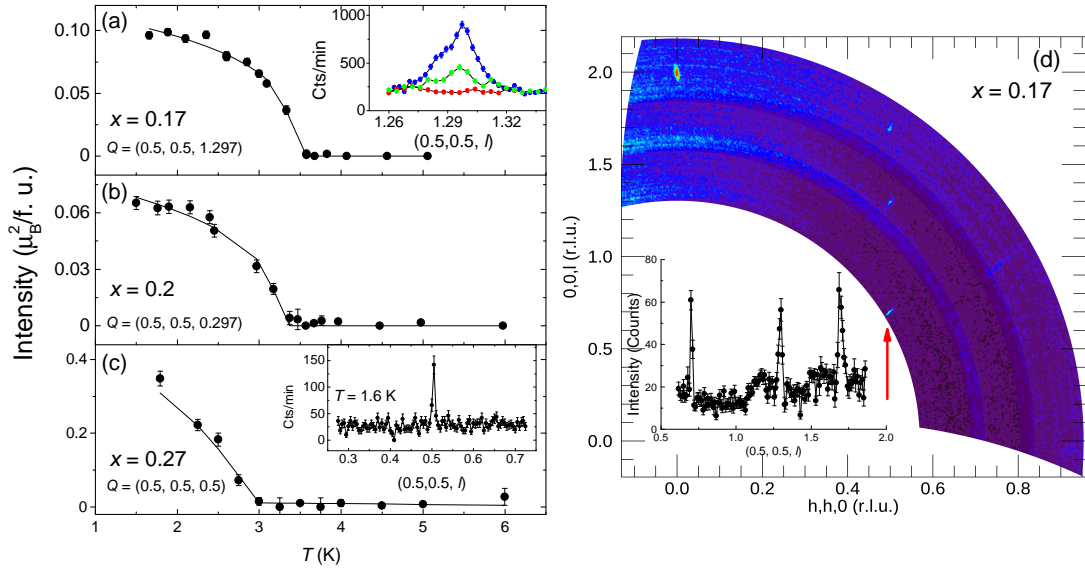 Intensity (μB²/f. u.)
(a)
0.10
0.05
0
x = 0.17
Q = (0.5, 0.5, 1.297)
Cts/min
1000
500
250
0
1.26 1.29 1.32
(0.5,0.5, l)
(b)
0.06
0.03
0
x = 0.2
Q = (0.5, 0.5, 0.297)
(c)
0.4
0.2
0
x = 0.27
Q = (0.5, 0.5, 0.5)
Cts/min
150
100
50
0
T = 1.6 K
0.3 0.4 0.5 0.6 0.7
(0.5,0.5, l)
1 2 3 4 5 6
T (K)
(d)
x = 0.17
0,0,l (r.l.u.)
2.0
1.5
1.0
0.5
0.0
Intensity (Counts)
80
60
40
20
0
0.5 1.0 1.5 2.0
(0.5, 0.5, l)
0.0 0.2 0.4 0.6 0.8
h,h,0 (r.l.u.)